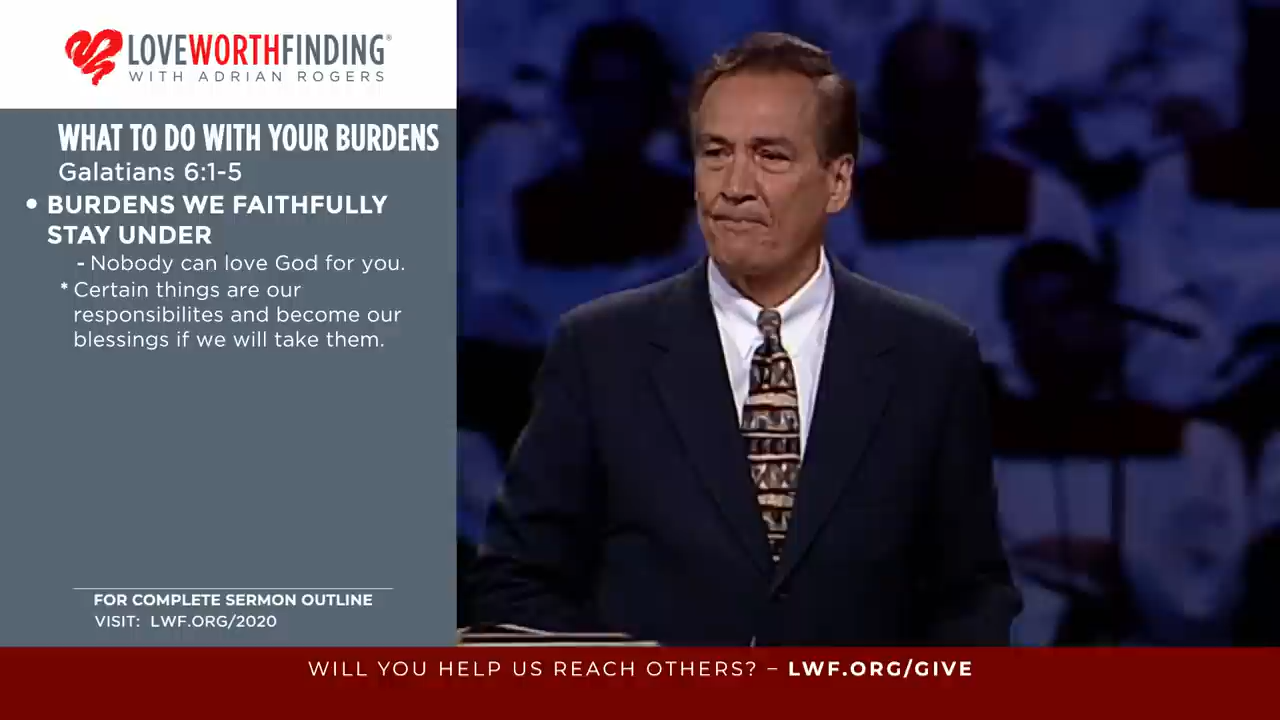 LOVEWORTHFINDING®
WITH ADRIAN ROGERS
WHAT TO DO WITH YOUR BURDENS
Galatians 6:1-5
• BURDENS WE FAITHFULLY
STAY UNDER
- Nobody can love God for you.
* Certain things are our
responsibilites and become our
blessings if we will take them.
FOR COMPLETE SERMON OUTLINE
VISIT: LWF.ORG/2020
WILL YOU HELP US REACH OTHERS? – LWF.ORG/GIVE